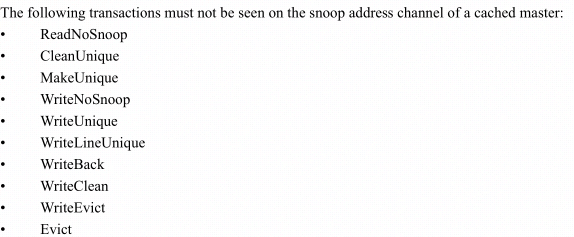 The following transactions must not be seen on the snoop address channel of a cached master:
• ReadNoSnoop
• CleanUnique
• MakeUnique
• WriteNoSnoop
• WriteUnique
• WriteLineUnique
• WriteBack
• WriteClean
• WriteEvict
• Evict